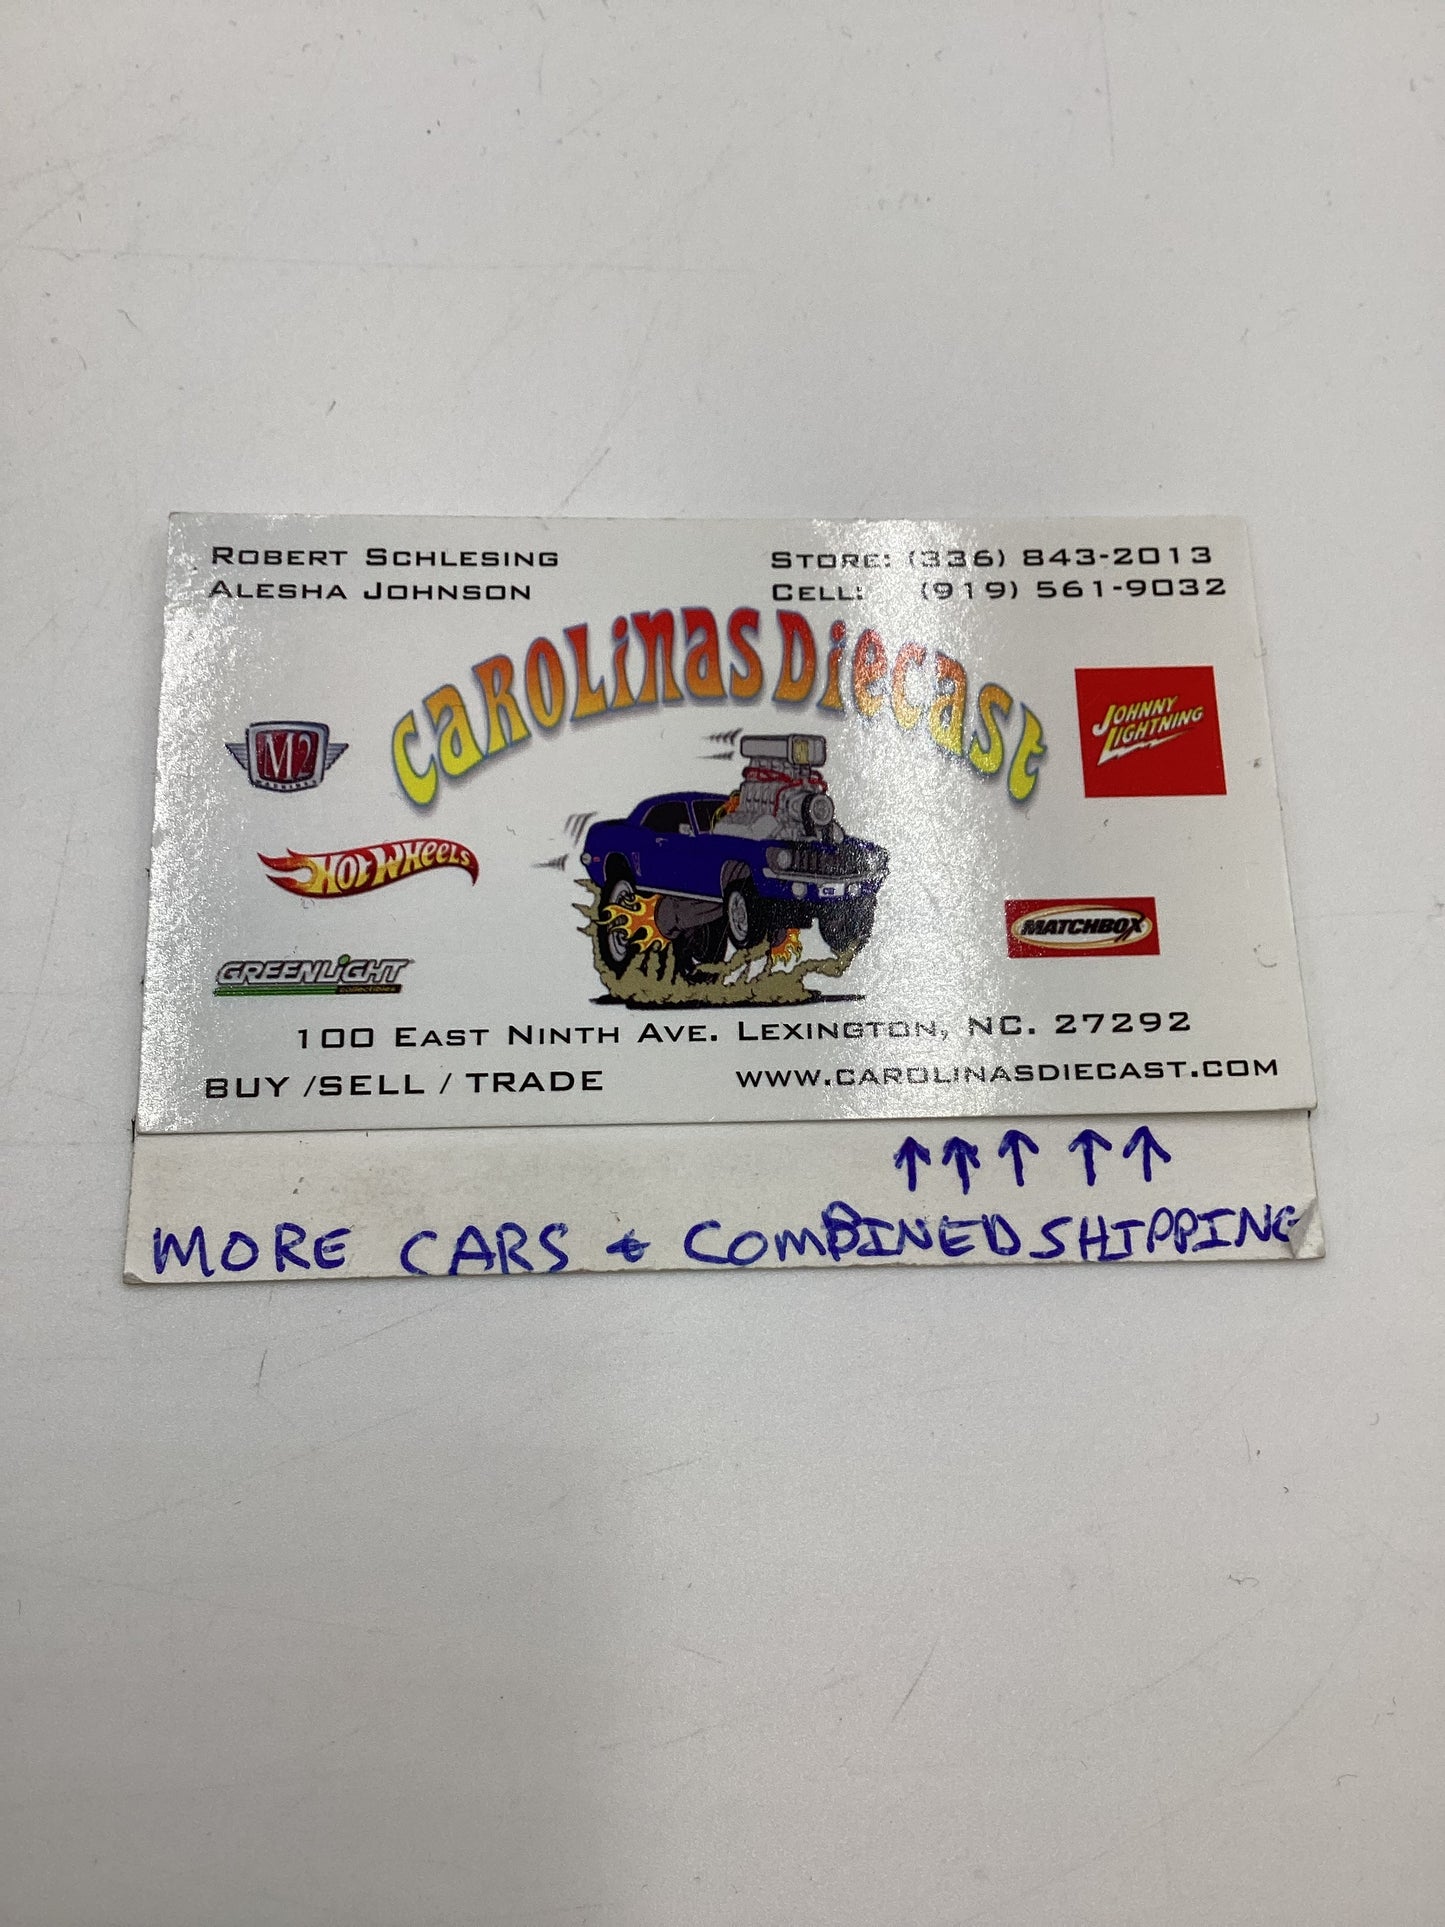 ROBERT SCHLESING
ALESHA JOHNSON
STORE: (336) 843-2013
CELL: (919) 561-9032
CAROLINAS DIECAST
M2
MACHINES
JOHNNY
LIGHTNING
HOT WHEELS
MATCHBOX
GREENLIGHT
collectibles
100 EAST NINTH AVE. LEXINGTON, NC. 27292
BUY /SELL / TRADE
WWW.CAROLINASDIECAST.COM
↑↑↑↑↑
MORE CARS & COMBINED SHIPPING